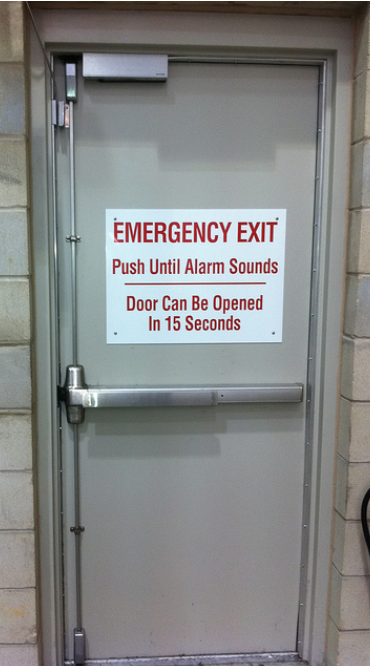 EMERGENCY EXIT
Push Until Alarm Sounds
Door Can Be Opened
In 15 Seconds